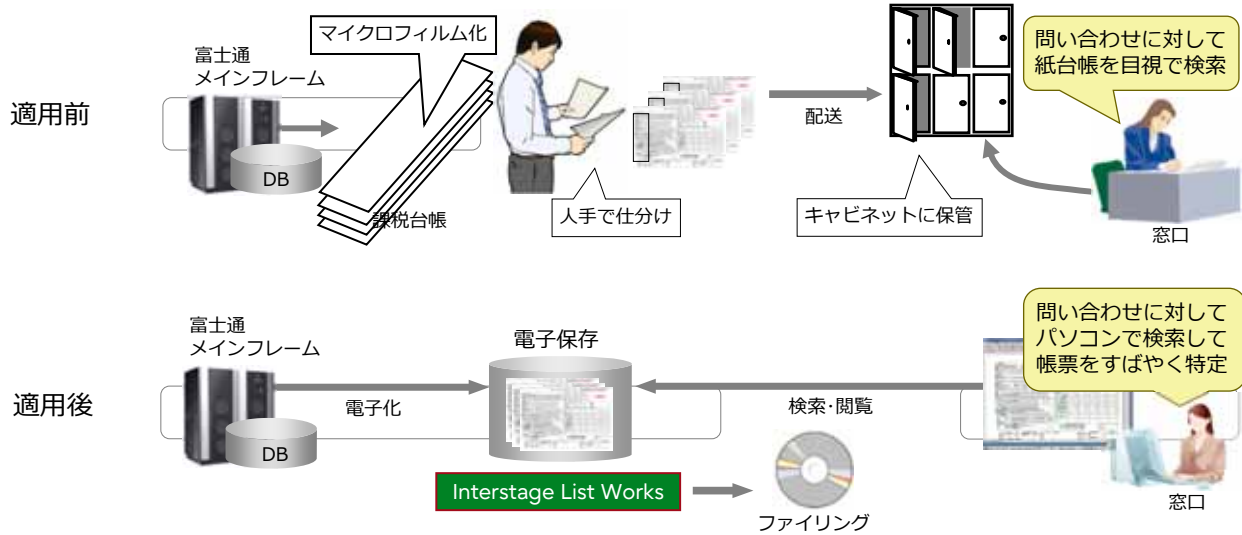 適用前
富士通
メインフレーム
DB
マイクロフィルム化
課税台帳
人手で仕分け
配送
キャビネットに保管
問い合わせに対して
紙台帳を目視で検索
窓口
適用後
富士通
メインフレーム
DB
電子化
電子保存
Interstage List Works
検索・閲覧
ファイリング
問い合わせに対して
パソコンで検索して
帳票をすばやく特定
窓口